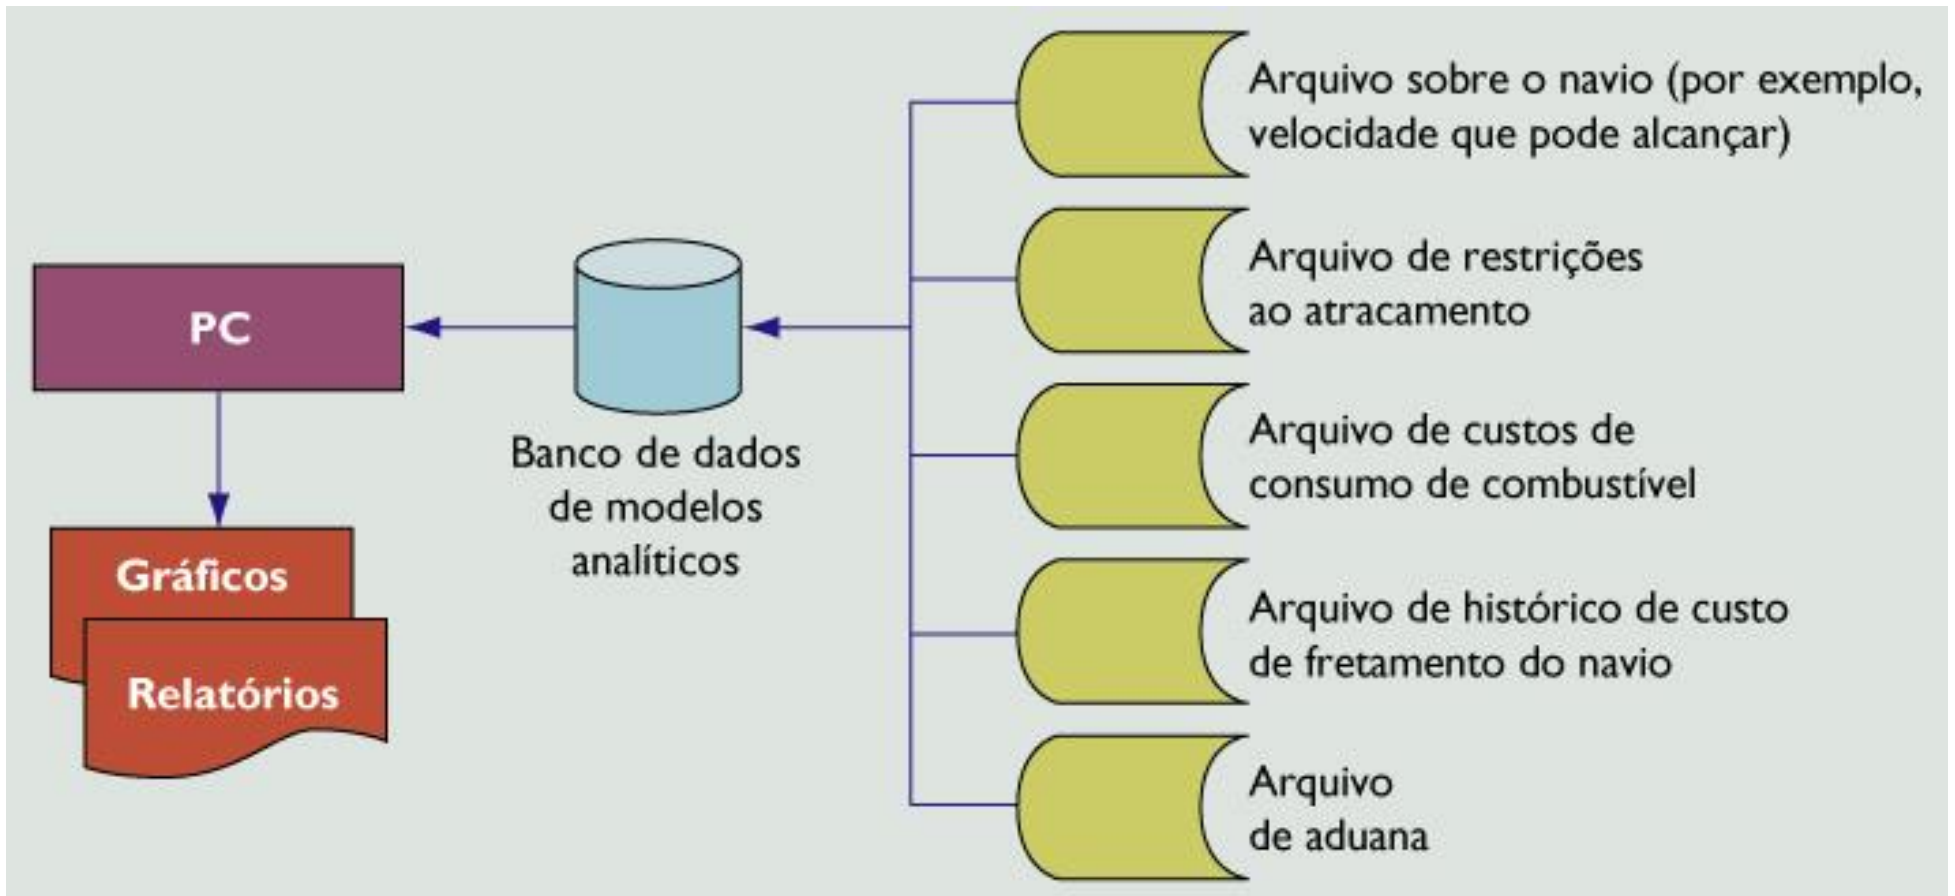 PC
Gráficos
Relatórios
Banco de dados
de modelos
analíticos
Arquivo sobre o navio (por exemplo,
velocidade que pode alcançar)
Arquivo de restrições
ao atracamento
Arquivo de custos de
consumo de combustível
Arquivo de histórico de custo
de fretamento do navio
Arquivo
de aduana